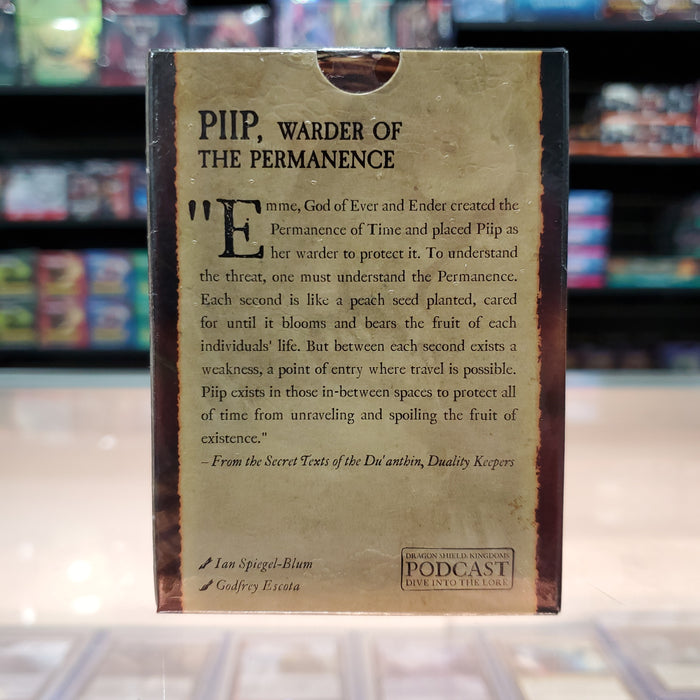 PIIP, WARDER OF
THE PERMANENCE
"Emme, God of Ever and Ender created the
Permanence of Time and placed Piip as
her warder to protect it. To understand
the threat, one must understand the Permanence.
Each second is like a peach seed planted, cared
for until it blooms and bears the fruit of each
individuals' life. But between each second exists a
weakness, a point of entry where travel is possible.
Piip exists in those in-between spaces to protect all
of time from unraveling and spoiling the fruit of
existence."
– From the Secret Texts of the Du'anthin, Duality Keepers
Ian Spiegel-Blum
Godfrey Escota
DRAGON SHIELD: KINGDOMS
PODCAST
DIVE INTO THE LORE